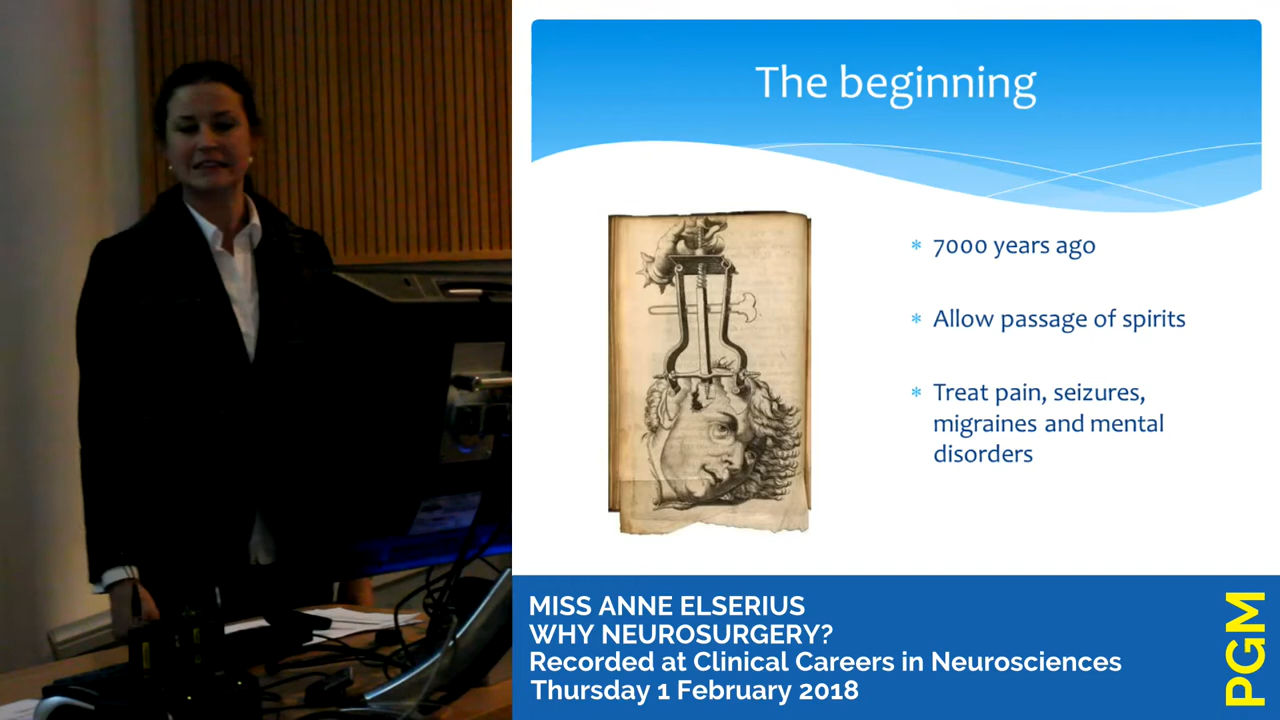 The beginning
* 7000 years ago
* Allow passage of spirits
* Treat pain, seizures,
migraines and mental
disorders
MISS ANNE ELSERIUS
WHY NEUROSURGERY?
Recorded at Clinical Careers in Neurosciences
Thursday 1 February 2018
PGM